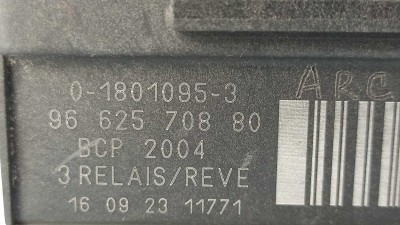 0-1801095-3
ARC
96 625 708 80
BCP 2004
3 RELAIS/REVE
16 09 23 11771